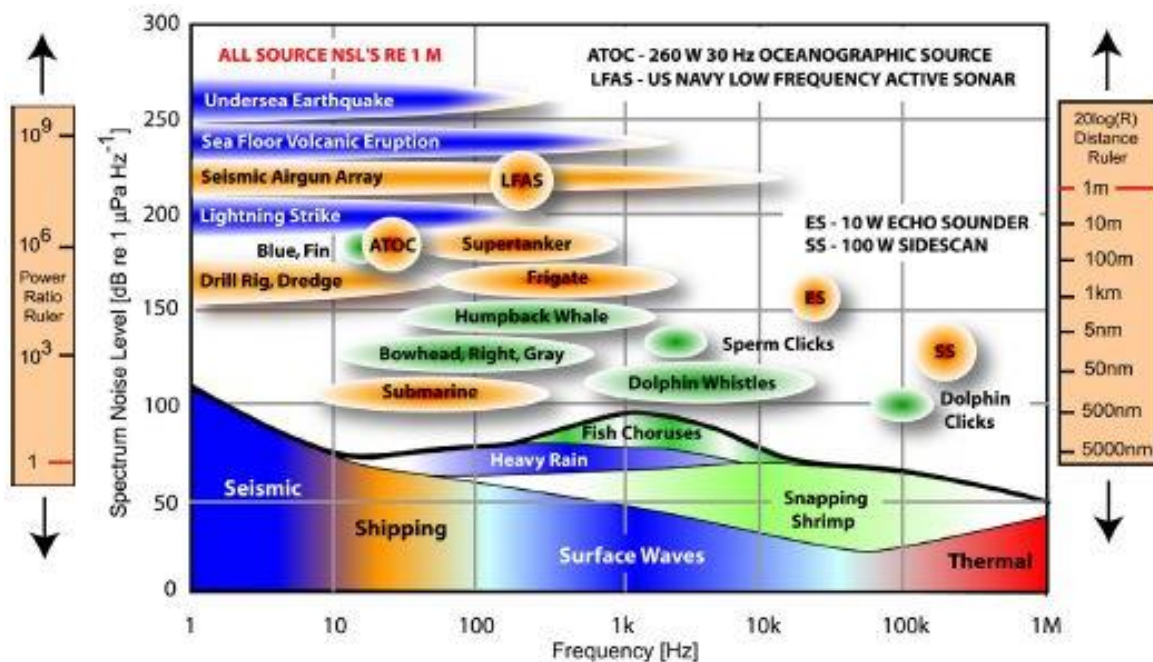 300
ALL SOURCE NSL'S RE 1 M
ATOC - 260 W 30 Hz OCEANOGRAPHIC SOURCE
LFAS - US NAVY LOW FREQUENCY ACTIVE SONAR
Undersea Earthquake
250
Sea Floor Volcanic Eruption
Seismic Airgun Array
LFAS
200
Lightning Strike
ES - 10 W ECHO SOUNDER
SS - 100 W SIDESCAN
Blue, Fin
ATOC
Supertanker
Drill Rig, Dredge
Frigate
ES
150
Humpback Whale
Sperm Clicks
SS
Bowhead, Right, Gray
Dolphin Whistles
Submarine
Dolphin
Clicks
100
Fish Choruses
Heavy Rain
Seismic
Snapping
Shrimp
50
Shipping
Surface Waves
Thermal
0
1 10 100 1k 10k 100k 1M
Frequency [Hz]
Spectrum Noise Level [dB re 1 μPa Hz⁻¹]
10⁹
10⁶
Power
Ratio
Ruler
10³
1
20log(R)
Distance
Ruler
1m
10m
100m
1km
5nm
50nm
500nm
5000nm